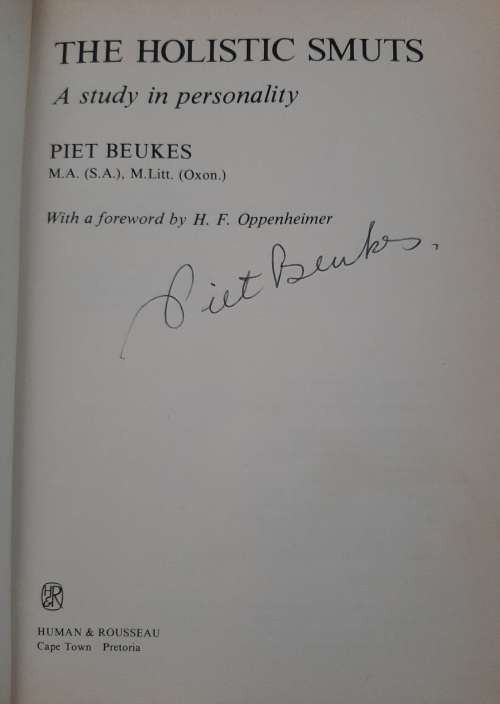 THE HOLISTIC SMUTS
A study in personality
PIET BEUKES
M.A. (S.A.), M.Litt. (Oxon.)
With a foreword by H. F. Oppenheimer
Piet Beukes.
H&R
HUMAN & ROUSSEAU
Cape Town Pretoria